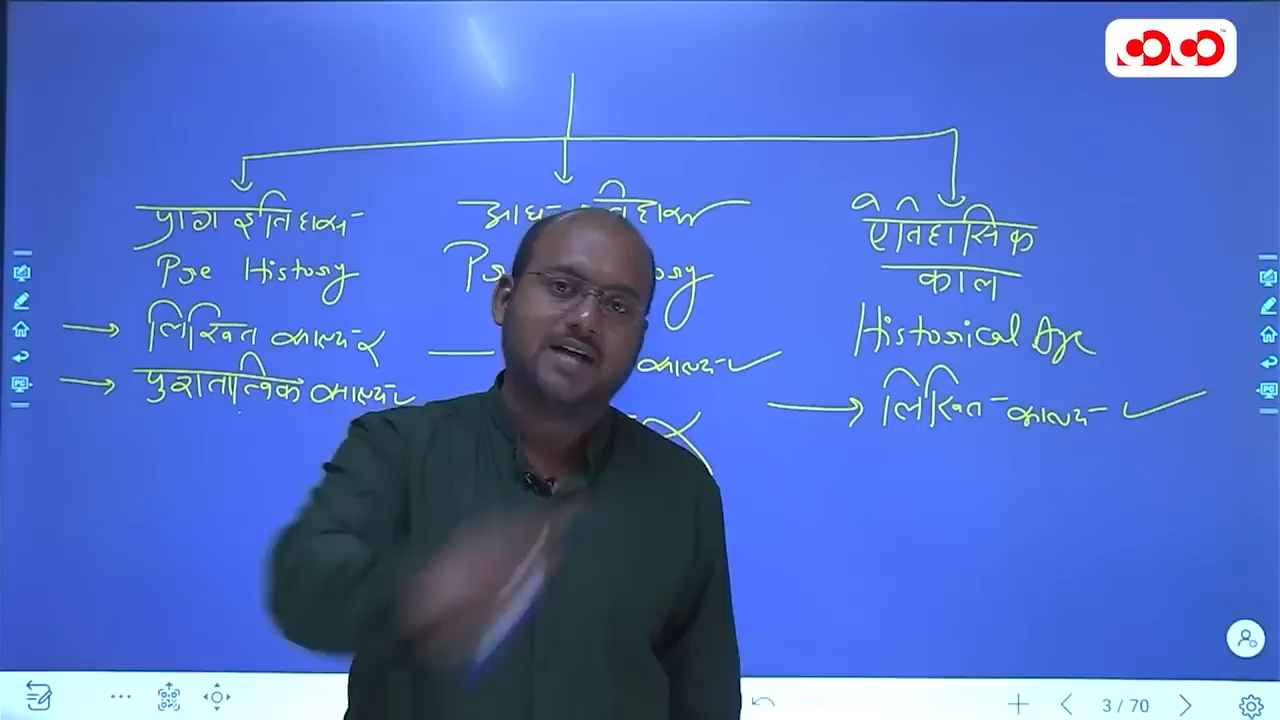 प्राग इतिहास
Pre History
→ लिखित साक्ष्य ×
→ पुरातात्विक साक्ष्य ✓
साक्ष्य ✓
ऐतिहासिक
काल
Historical Age
→ लिखित साक्ष्य ✓
3 / 70